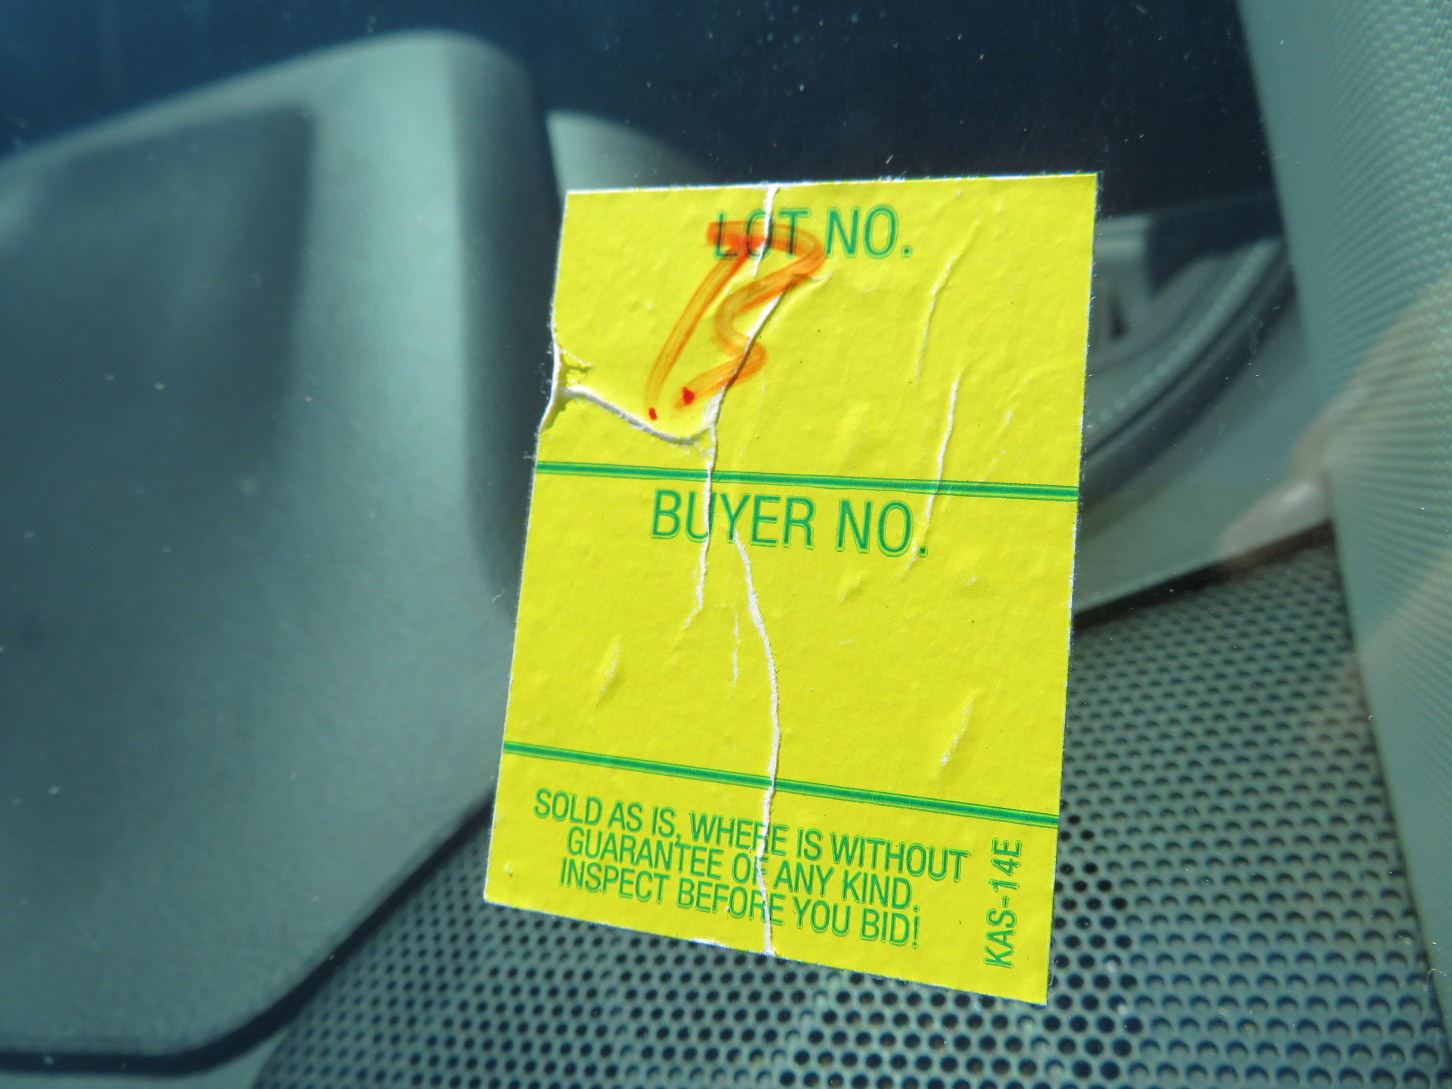 LOT NO.
13
BUYER NO.
SOLD AS IS, WHERE IS WITHOUT
GUARANTEE OF ANY KIND.
INSPECT BEFORE YOU BID!
KAS-14E